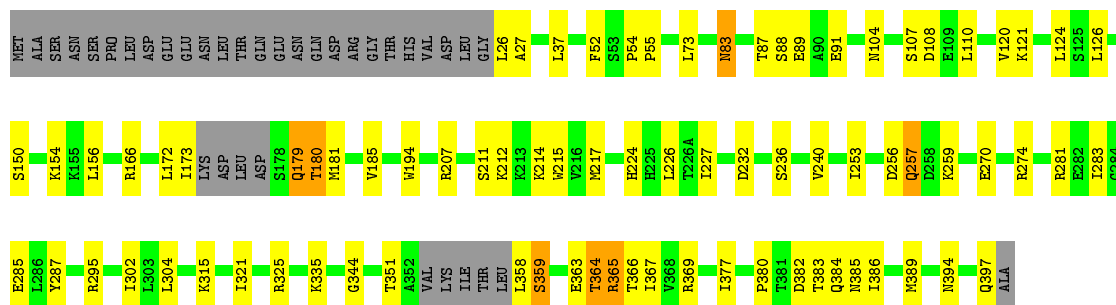 MET ALA SER ASN SER PRO LEU ASP GLU GLU ASN LEU THR GLN GLU ASN GLN ASP ARG GLY THR HIS VAL ASP LEU GLY L26 A27 L37 F52 S53 P54 P55 L73 N83 T87 S88 E89 A90 E91 N104 S107 D108 E109 L110 V120 K121 L124 S125 L126
S150 K154 K155 L156 R166 L172 I173 LYS ASP LEU ASP S178 Q179 T180 M181 V185 W194 R207 S211 K212 K213 K214 W215 V216 M217 H224 H225 L226 T226A I227 D232 S236 V240 I253 D256 Q257 D258 K259 E270 R274 R281 E282 I283 G284
E285 L286 Y287 R295 I302 L303 L304 K315 I321 R325 K335 G344 T351 A352 VAL LYS ILE THR LEU L358 S359 E363 T364 R365 T366 I367 V368 R369 I377 P380 T381 D382 T383 Q384 N385 I386 M389 N394 Q397 ALA